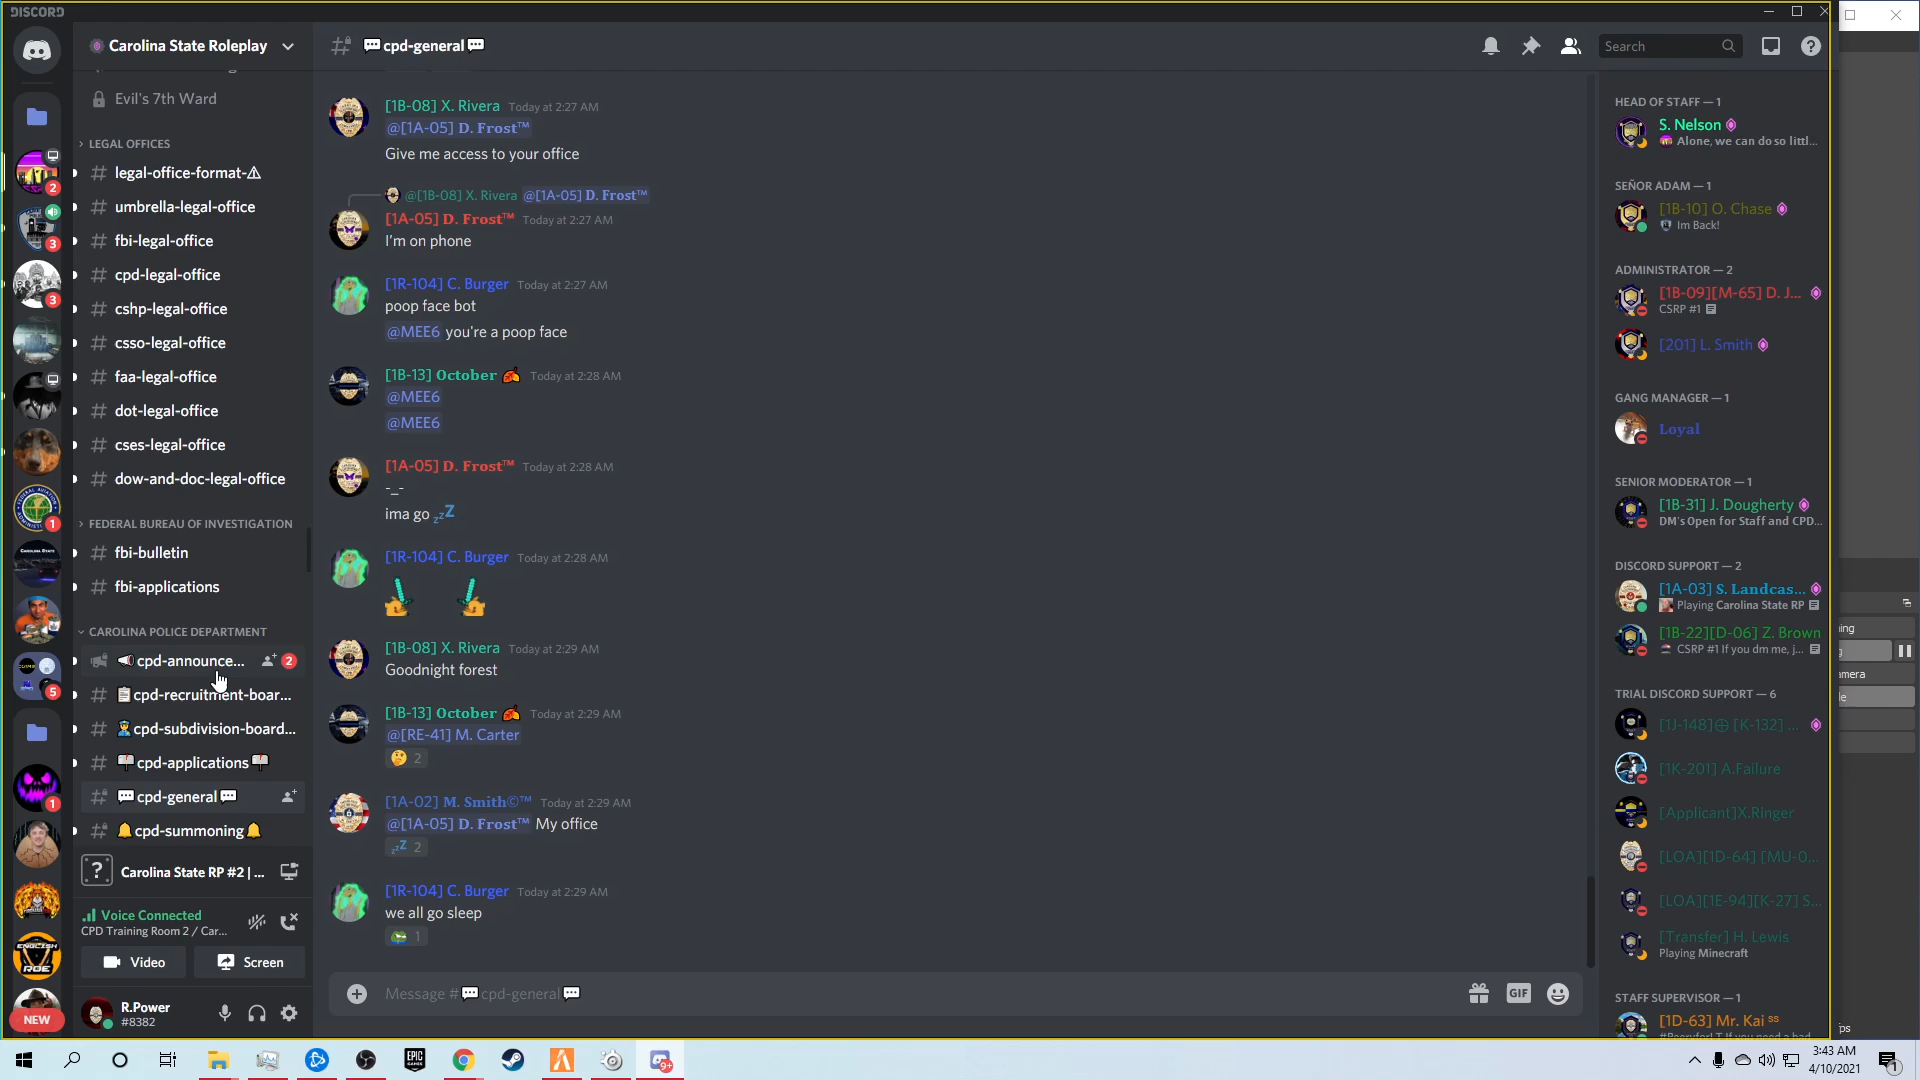 DISCORD
Carolina State Roleplay
Evil's 7th Ward
LEGAL OFFICES
legal-office-format-⚠
umbrella-legal-office
fbi-legal-office
cpd-legal-office
cshp-legal-office
csso-legal-office
faa-legal-office
dot-legal-office
cses-legal-office
dow-and-doc-legal-office
FEDERAL BUREAU OF INVESTIGATION
fbi-bulletin
fbi-applications
CAROLINA POLICE DEPARTMENT
📢cpd-announce... 2
📋cpd-recruitment-boar...
👮cpd-subdivision-board...
📬cpd-applications📬
💬cpd-general💬
🔔cpd-summoning🔔
Carolina State RP #2 | ...
Voice Connected
CPD Training Room 2 / Car...
Video
Screen
R.Power
#8382
2
3
3
1
5
1
NEW
💬cpd-general💬
Search
[1B-08] X. Rivera Today at 2:27 AM
@[1A-05] D. Frost™
Give me access to your office
@[1B-08] X. Rivera @[1A-05] D. Frost™
[1A-05] D. Frost™ Today at 2:27 AM
I'm on phone
[1R-104] C. Burger Today at 2:27 AM
poop face bot
@MEE6 you're a poop face
[1B-13] October 🍂 Today at 2:28 AM
@MEE6
@MEE6
[1A-05] D. Frost™ Today at 2:28 AM
-_-
ima go 💤
[1R-104] C. Burger Today at 2:28 AM
[1B-08] X. Rivera Today at 2:29 AM
Goodnight forest
[1B-13] October 🍂 Today at 2:29 AM
@[RE-41] M. Carter
🤔 2
[1A-02] M. Smith©™ Today at 2:29 AM
@[1A-05] D. Frost™ My office
💤 2
[1R-104] C. Burger Today at 2:29 AM
we all go sleep
1
Message #💬cpd-general💬
GIF
HEAD OF STAFF — 1
S. Nelson
Alone, we can do so littl...
SEÑOR ADAM — 1
[1B-10] O. Chase
Im Back!
ADMINISTRATOR — 2
[1B-09][M-65] D. J...
CSRP #1
[201] L. Smith
GANG MANAGER — 1
Loyal
SENIOR MODERATOR — 1
[1B-31] J. Dougherty
DM's Open for Staff and CPD...
DISCORD SUPPORT — 2
[1A-03] S. Landcas...
Playing Carolina State RP
[1B-22][D-06] Z. Brown
CSRP #1 If you dm me, j...
TRIAL DISCORD SUPPORT — 6
[1J-148]⨁ [K-132] ...
[1K-201] A.Failure
[Applicant]X.Ringer
[LOA][1D-64] [MU-0...
[LOA][1E-94][K-27] S...
[Transfer] H. Lewis
Playing Minecraft
STAFF SUPERVISOR — 1
[1D-63] Mr. Kai ˢˢ
EPIC GAMES
9+
3:43 AM
4/10/2021
1